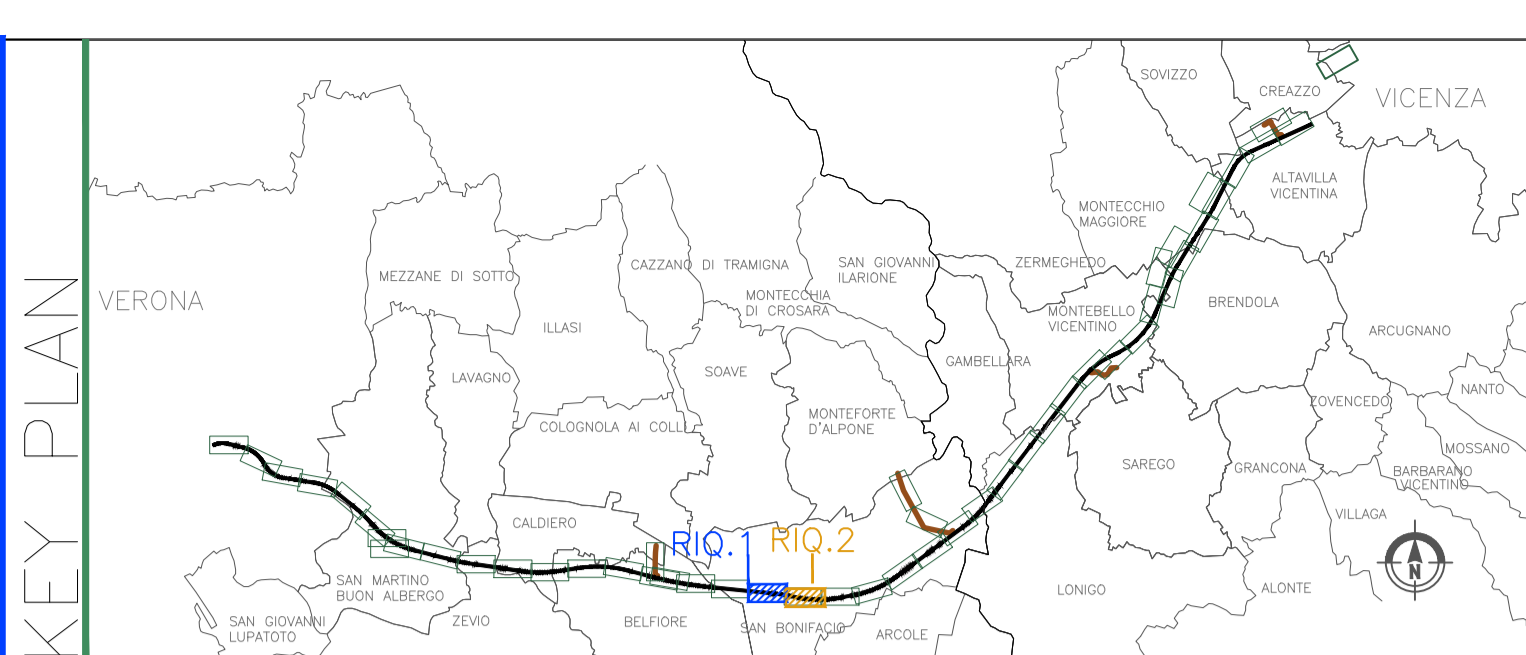 KEY PLAN
SOVIZZO
CREAZZO
VICENZA
ALTAVILLA
VICENTINA
MONTECCHIO
MAGGIORE
MEZZANE DI SOTTO
CAZZANO DI TRAMIGNA
SAN GIOVANNI
ILARIONE
ZERMEGHEDO
VERONA
MONTECCHIA
DI CROSARA
MONTEBELLO
VICENTINO
BRENDOLA
ILLASI
ARCUGNANO
GAMBELLARA
LAVAGNO
SOAVE
NANTO
ZOVENCEDO
MONTEFORTE
D'ALPONE
COLOGNOLA AI COLLI
MOSSANO
SAREGO
GRANCONA
BARBARANO
VICENTINO
VILLAGA
CALDIERO
RIQ.1
RIQ.2
N
SAN MARTINO
BUON ALBERGO
LONIGO
ALONTE
SAN GIOVANNI
LUPATOTO
ZEVIO
BELFIORE
SAN BONIFACIO
ARCOLE